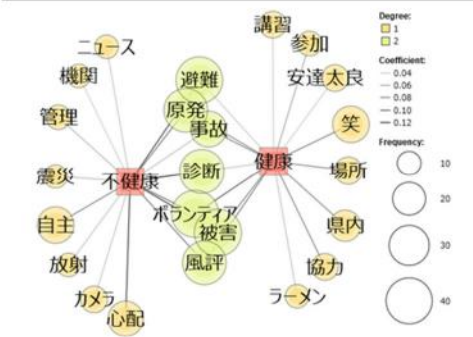 講習
ニュース
参加
機関
避難
安達太良
原発
管理
事故
笑
健康
診断
場所
震災
不健康
ボランティア
自主
被害
県内
放射
風評
協力
カメラ
ラーメン
心配
Degree:
1
2
Coefficient:
0.04
0.06
0.08
0.10
0.12
Frequency:
10
20
30
40